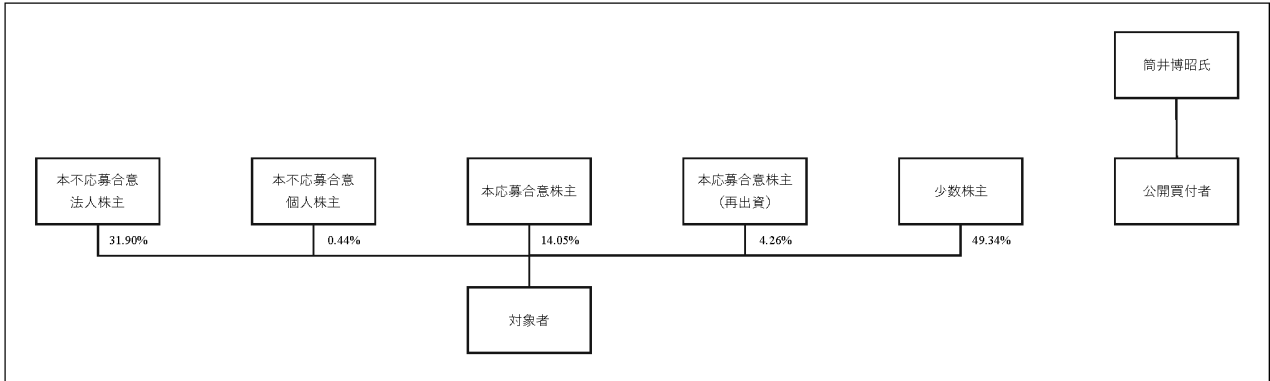 筒井博昭氏
本不応募合意
法人株主
本不応募合意
個人株主
本応募合意株主
本応募合意株主
（再出資）
少数株主
公開買付者
31.90%
0.44%
14.05%
4.26%
49.34%
対象者